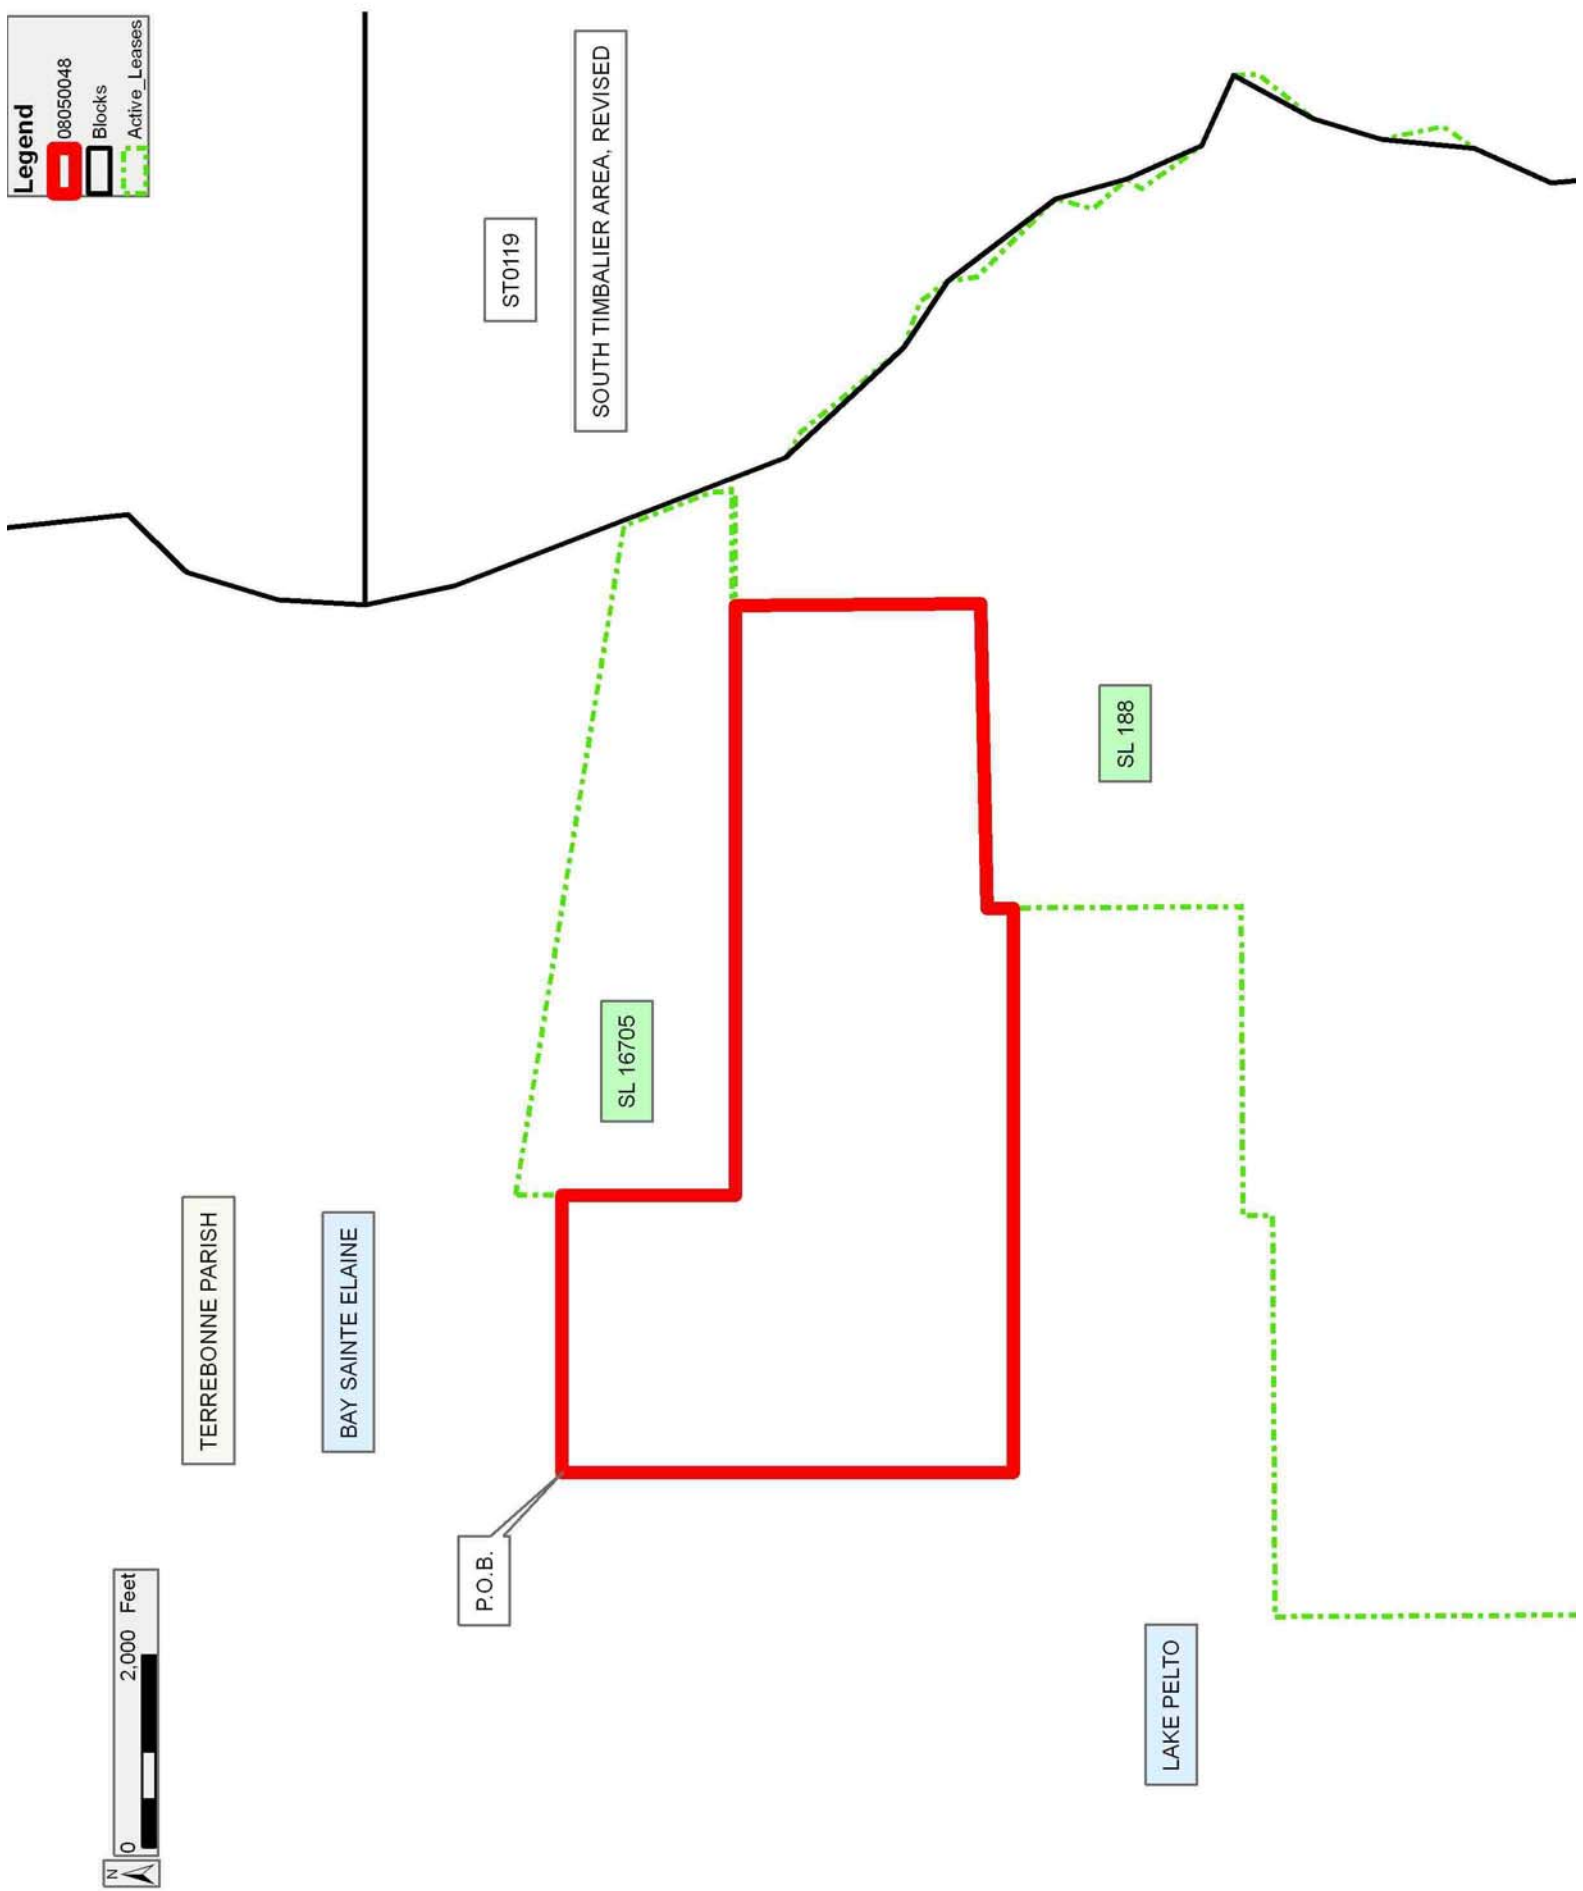 N
0 2,000 Feet
TERREBONNE PARISH
BAY SAINTE ELAINE
Legend
08050048
Blocks
Active_Leases
P.O.B.
ST0119
SOUTH TIMBALIER AREA, REVISED
SL 16705
SL 188
LAKE PELTO